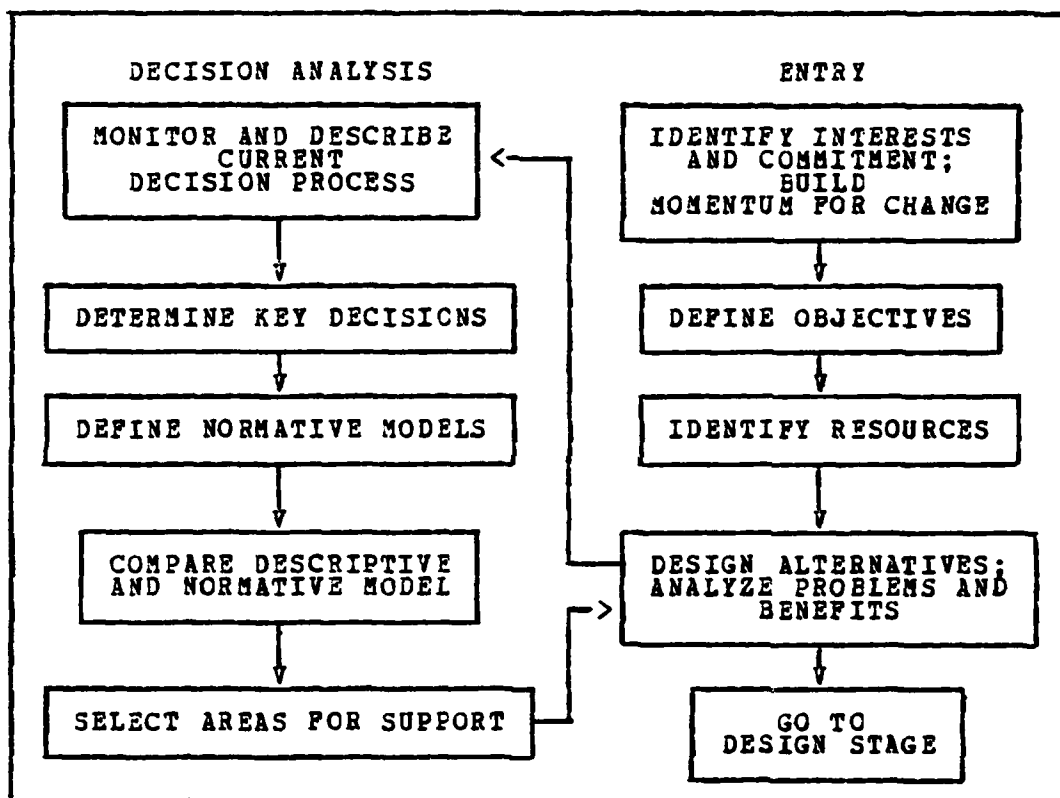 DECISION ANALYSIS
MONITOR AND DESCRIBE
CURRENT
DECISION PROCESS
DETERMINE KEY DECISIONS
DEFINE NORMATIVE MODELS
COMPARE DESCRIPTIVE
AND NORMATIVE MODEL
SELECT AREAS FOR SUPPORT
ENTRY
IDENTIFY INTERESTS
AND COMMITMENT;
BUILD
MOMENTUM FOR CHANGE
DEFINE OBJECTIVES
IDENTIFY RESOURCES
DESIGN ALTERNATIVES;
ANALYZE PROBLEMS AND
BENEFITS
GO TO
DESIGN STAGE